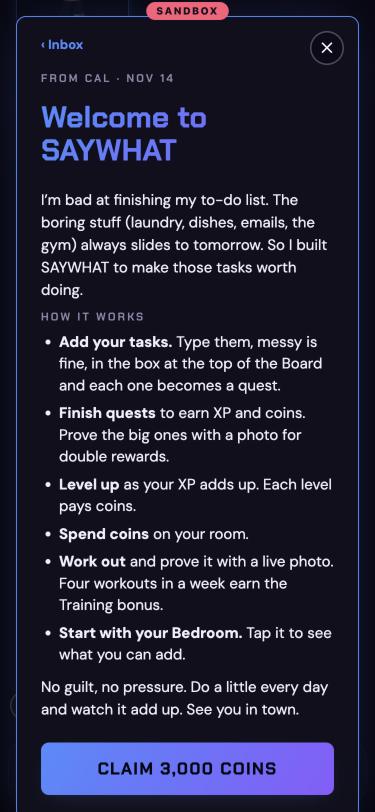 SANDBOX
‹ Inbox
FROM CAL · NOV 14
Welcome to
SAYWHAT
I’m bad at finishing my to-do list. The
boring stuff (laundry, dishes, emails, the
gym) always slides to tomorrow. So I built
SAYWHAT to make those tasks worth
doing.
HOW IT WORKS
• Add your tasks. Type them, messy is
fine, in the box at the top of the Board
and each one becomes a quest.
• Finish quests to earn XP and coins.
Prove the big ones with a photo for
double rewards.
• Level up as your XP adds up. Each level
pays coins.
• Spend coins on your room.
• Work out and prove it with a live photo.
Four workouts in a week earn the
Training bonus.
• Start with your Bedroom. Tap it to see
what you can add.
No guilt, no pressure. Do a little every day
and watch it add up. See you in town.
CLAIM 3,000 COINS